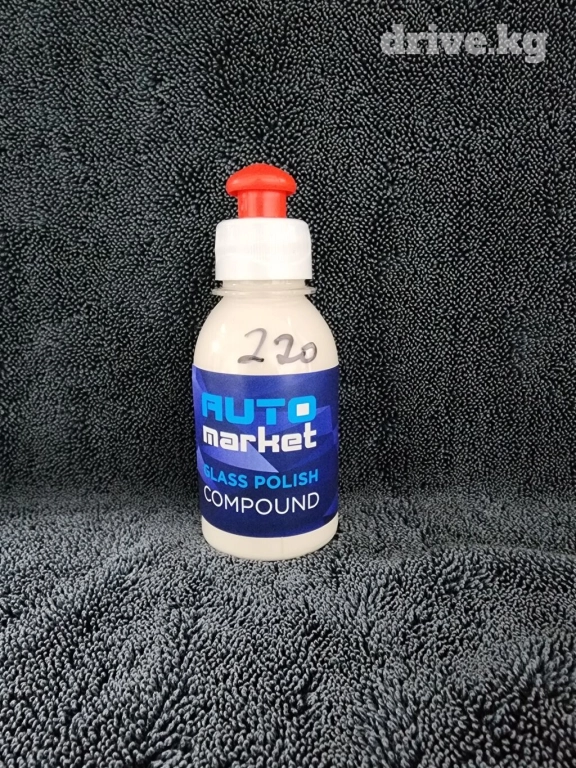 drive.kg
220
AUTO
market
GLASS POLISH
COMPOUND